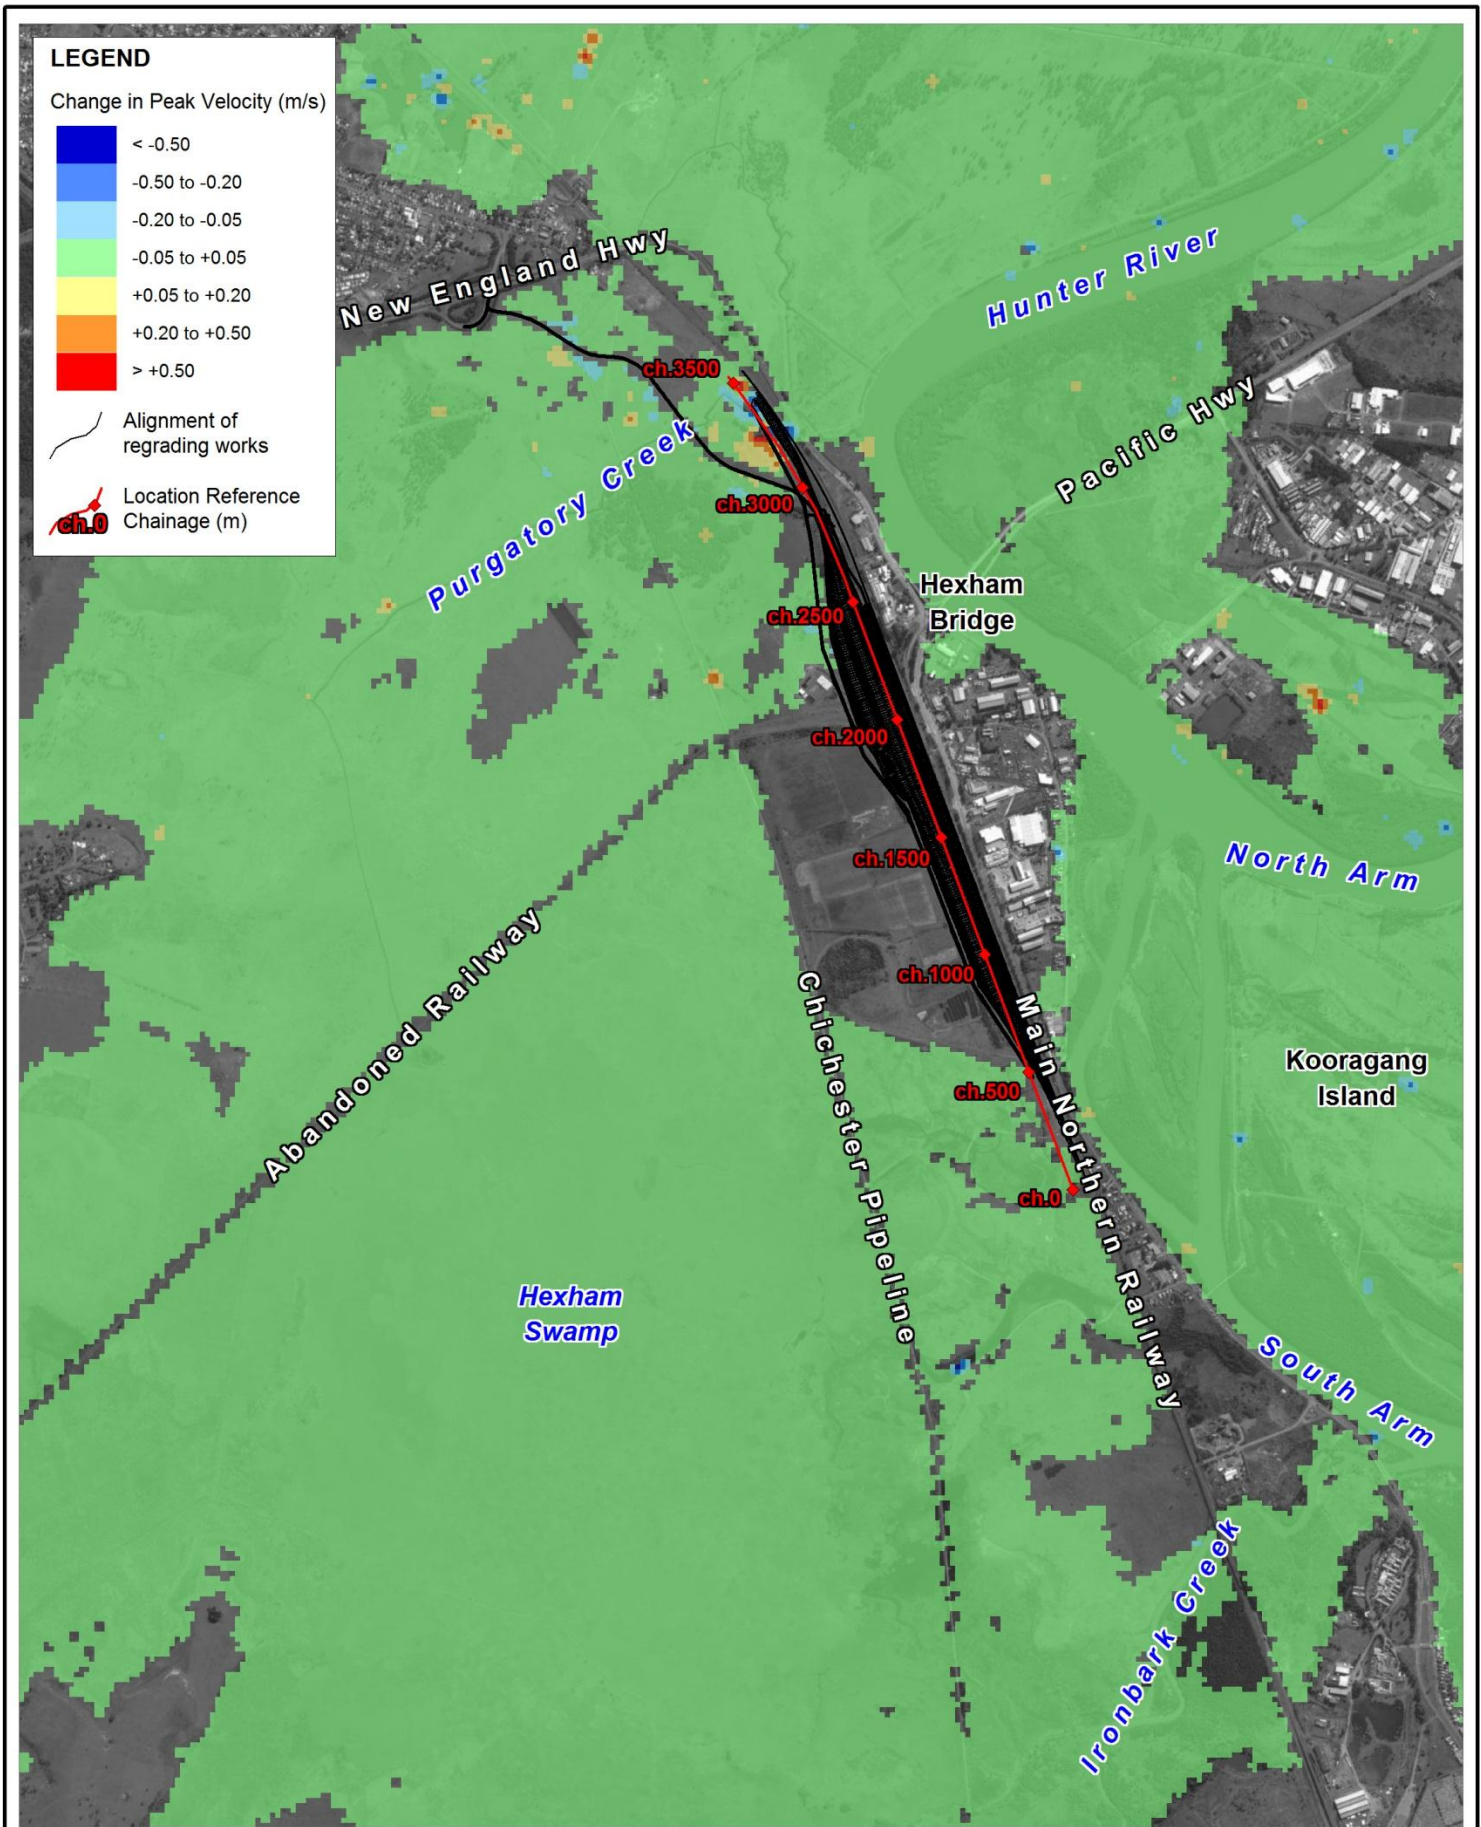 LEGEND
Change in Peak Velocity (m/s)
< -0.50
-0.50 to -0.20
-0.20 to -0.05
-0.05 to +0.05
+0.05 to +0.20
+0.20 to +0.50
> +0.50
Alignment of
regrading works
Location Reference
Chainage (m)
ch.0
New England Hwy
Hunter River
ch.3500
Pacific Hwy
Purgatory Creek
ch.3000
Hexham
Bridge
ch.2500
ch.2000
ch.1500
North Arm
Abandoned Railway
ch.1000
Chichester Pipeline
Main Northern Railway
Kooragang
Island
ch.500
ch.0
Hexham
Swamp
South Arm
Ironbark Creek